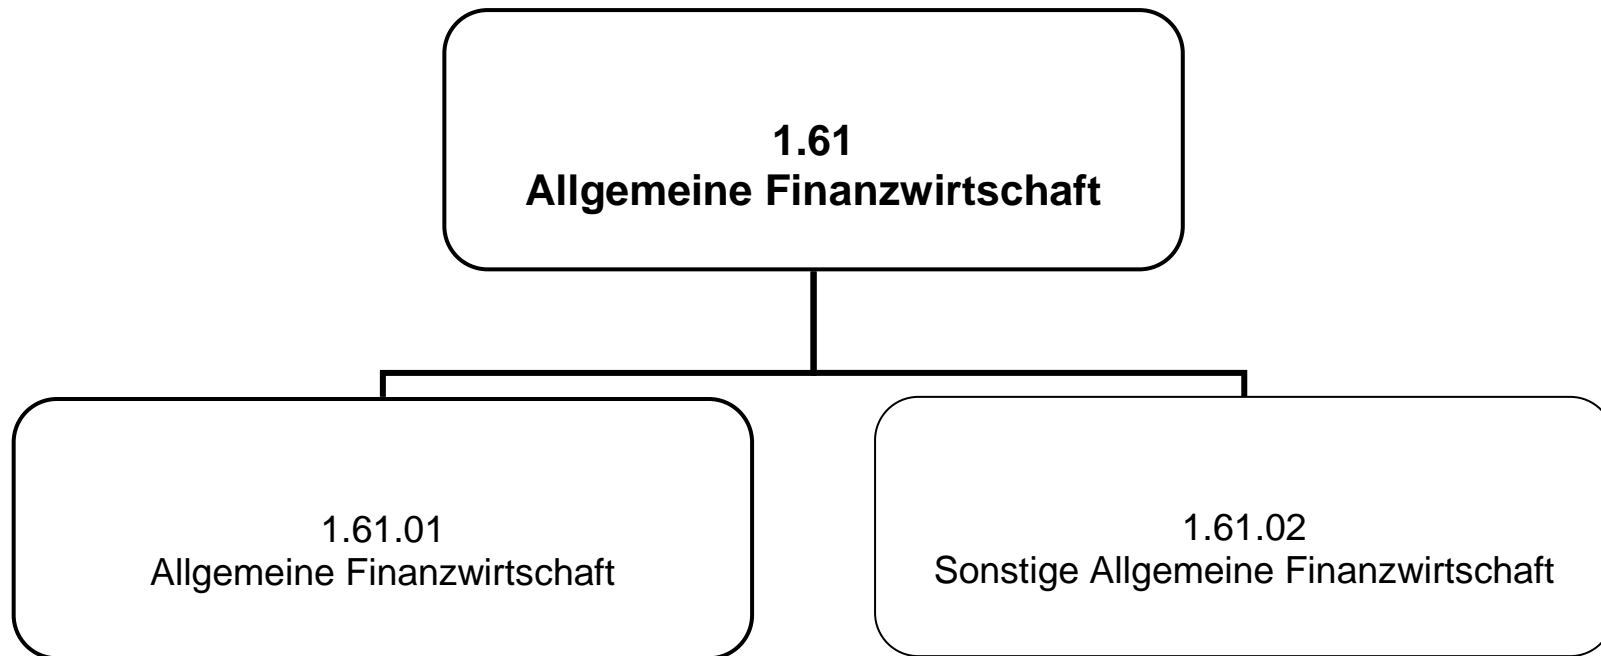 1.61
Allgemeine Finanzwirtschaft
1.61.01
Allgemeine Finanzwirtschaft
1.61.02
Sonstige Allgemeine Finanzwirtschaft